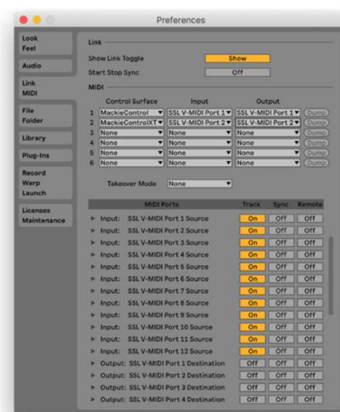 Preferences
Look
Feel
Audio
Link
MIDI
File
Folder
Library
Plug-Ins
Record
Warp
Launch
Licenses
Maintenance
Link
Show Link Toggle Show
Start Stop Sync Off
MIDI
Control Surface Input Output
1 MackieControl SSL V-MIDI Port 1 SSL V-MIDI Port 1 Dump
2 MackieControlXT SSL V-MIDI Port 2 SSL V-MIDI Port 2 Dump
3 None None None Dump
4 None None None Dump
5 None None None Dump
6 None None None Dump
Takeover Mode None
MIDI Ports Track Sync Remote
Input: SSL V-MIDI Port 1 Source On Off Off
Input: SSL V-MIDI Port 2 Source On Off Off
Input: SSL V-MIDI Port 3 Source On Off Off
Input: SSL V-MIDI Port 4 Source On Off Off
Input: SSL V-MIDI Port 5 Source On Off Off
Input: SSL V-MIDI Port 6 Source On Off Off
Input: SSL V-MIDI Port 7 Source On Off Off
Input: SSL V-MIDI Port 8 Source On Off Off
Input: SSL V-MIDI Port 9 Source On Off Off
Input: SSL V-MIDI Port 10 Source On Off Off
Input: SSL V-MIDI Port 11 Source On Off Off
Input: SSL V-MIDI Port 12 Source On Off Off
Output: SSL V-MIDI Port 1 Destination Off Off Off
Output: SSL V-MIDI Port 2 Destination Off Off Off
Output: SSL V-MIDI Port 3 Destination Off Off Off
Output: SSL V-MIDI Port 4 Destination Off Off Off